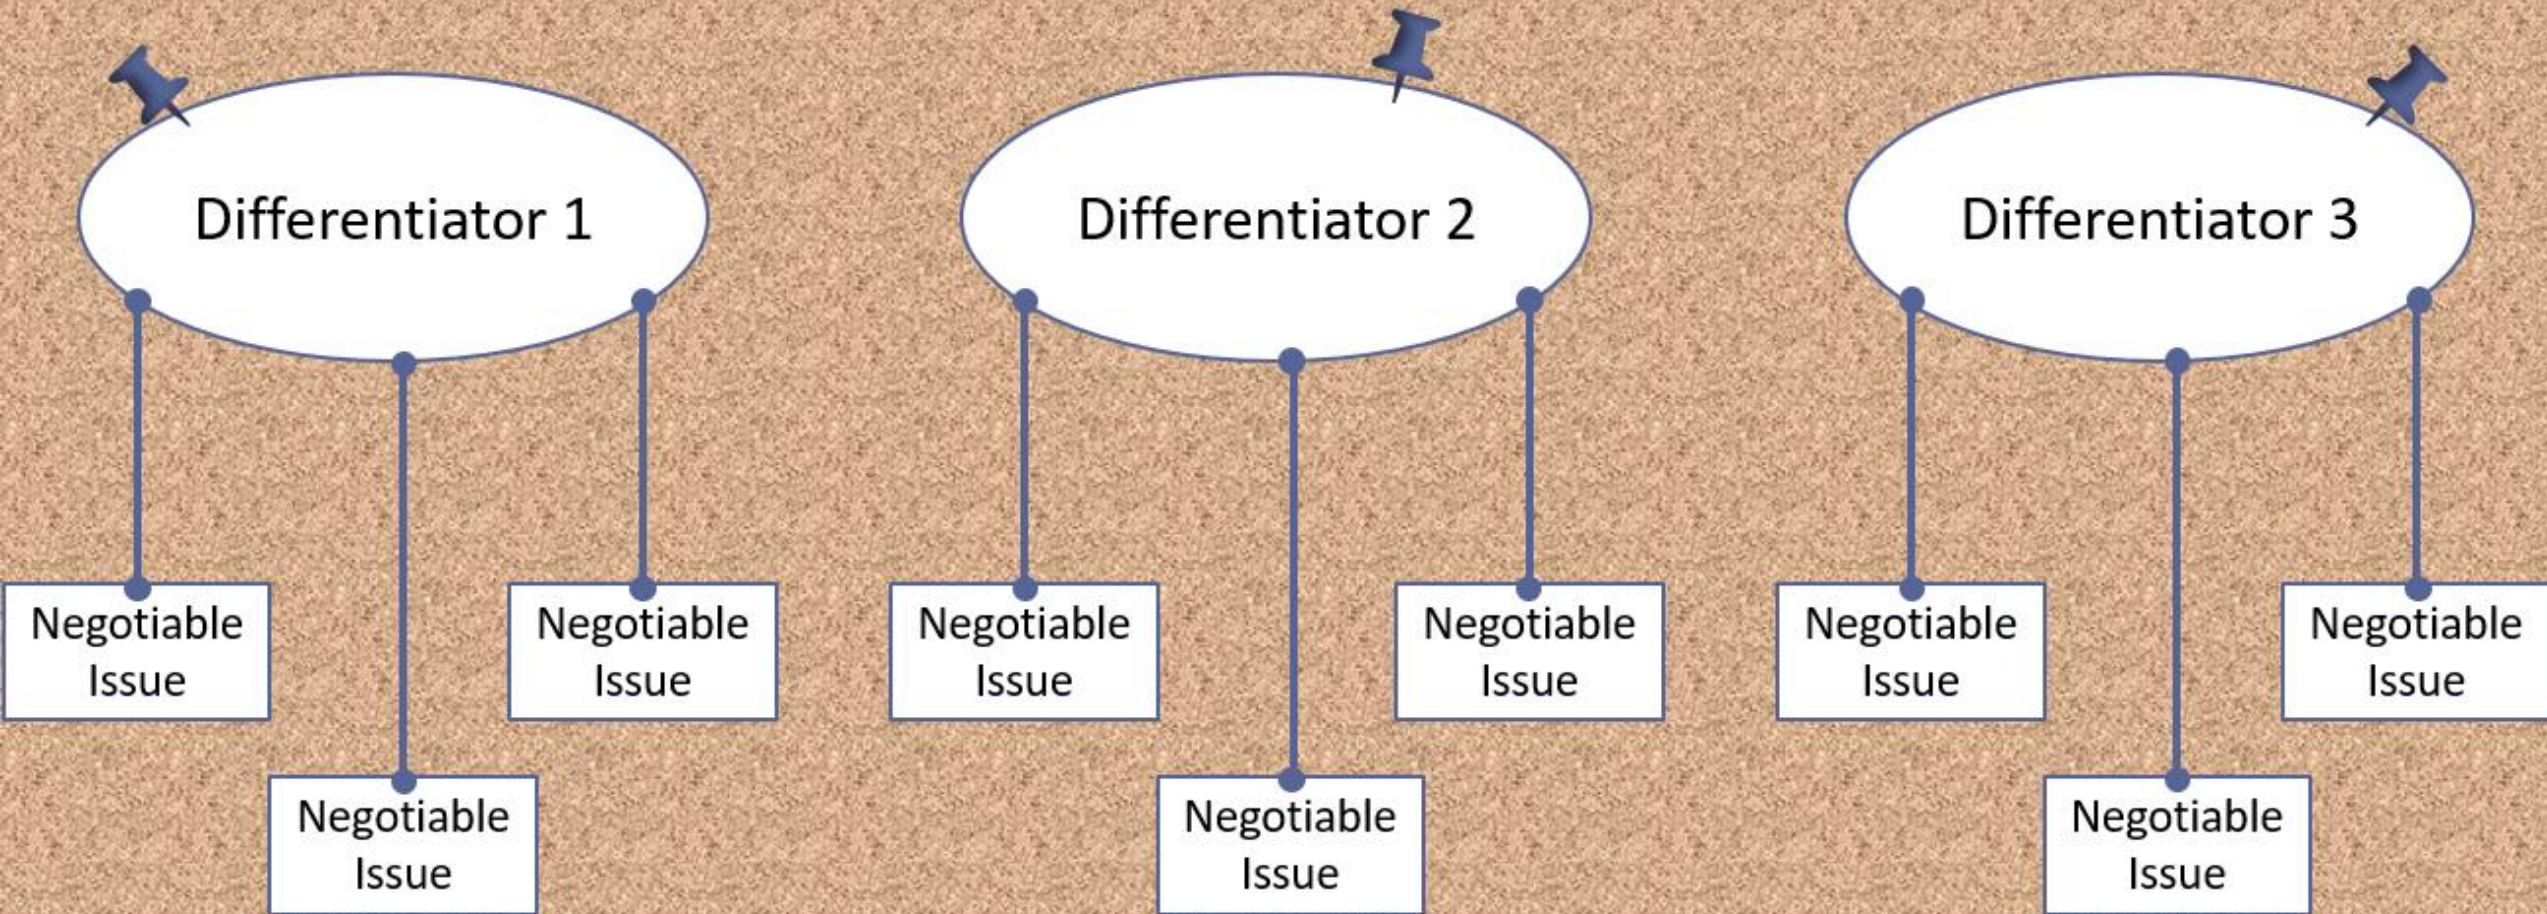 Differentiator 1
Differentiator 2
Differentiator 3
Negotiable
Issue
Negotiable
Issue
Negotiable
Issue
Negotiable
Issue
Negotiable
Issue
Negotiable
Issue
Negotiable
Issue
Negotiable
Issue
Negotiable
Issue